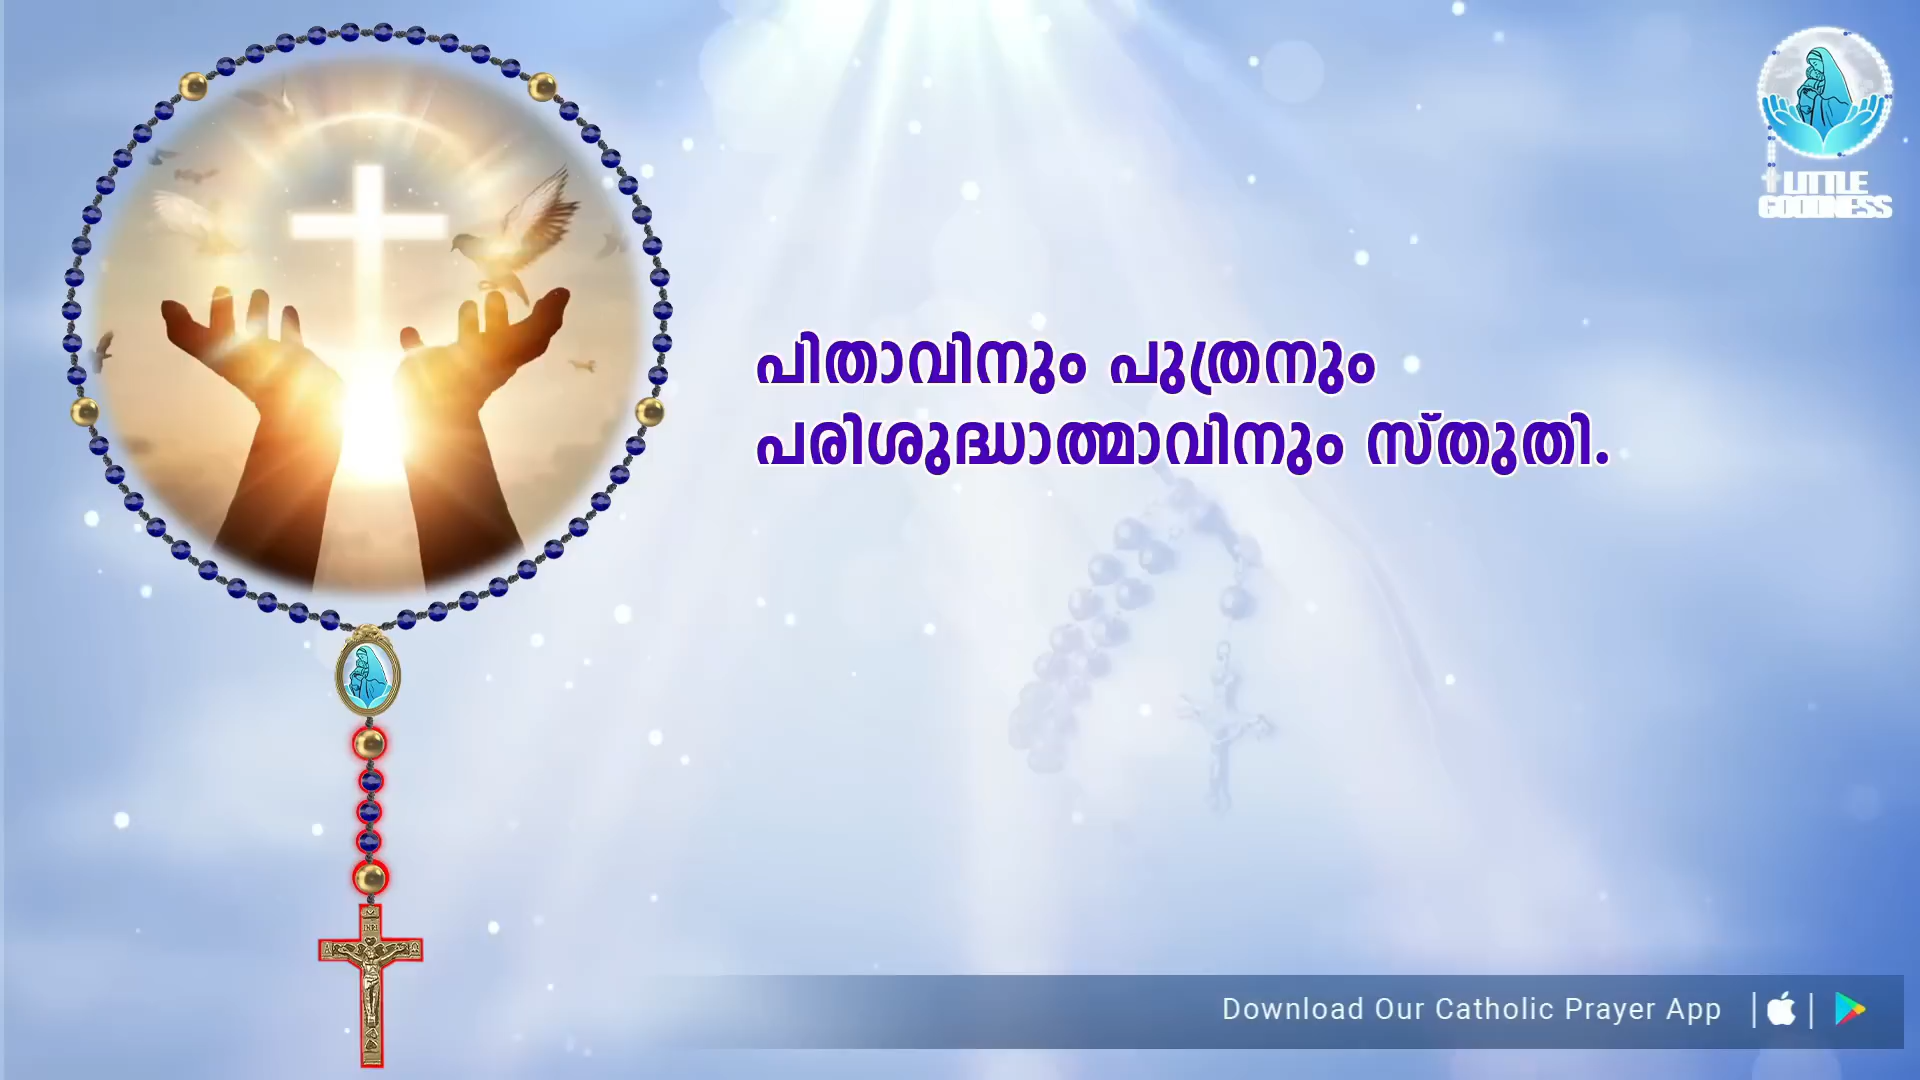 LITTLE
GOODNESS
പിതാവിനും പുത്രനും
പരിശുദ്ധാത്മാവിനും സ്തുതി.
INRI
Download Our Catholic Prayer App